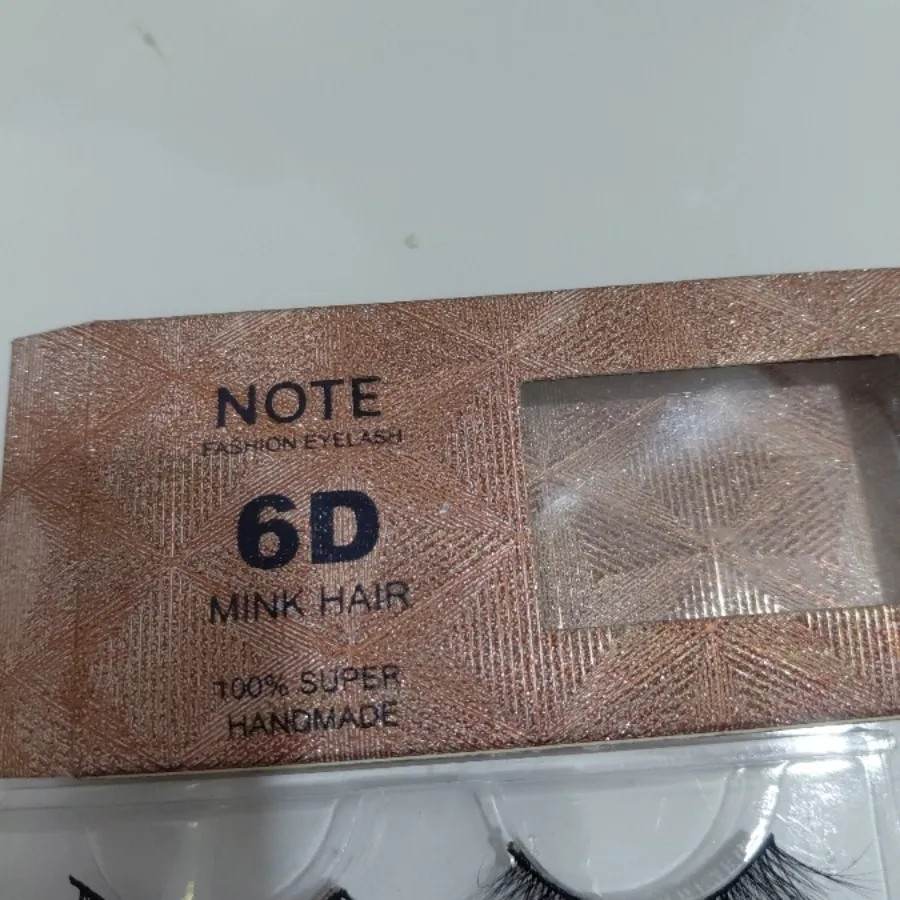 NOTE
FASHION EYELASH
6D
MINK HAIR
100% SUPER
HANDMADE